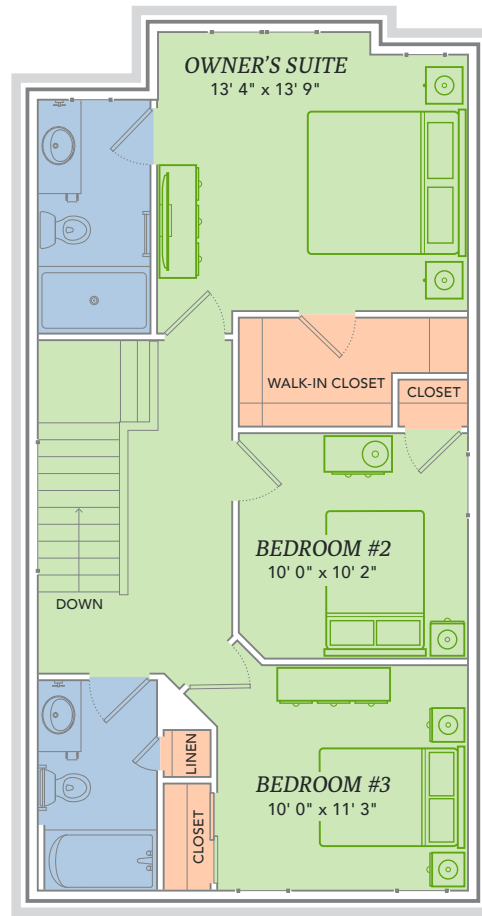 OWNER'S SUITE
13' 4" x 13' 9"
WALK-IN CLOSET
CLOSET
BEDROOM #2
10' 0" x 10' 2"
DOWN
LINEN
BEDROOM #3
10' 0" x 11' 3"
CLOSET